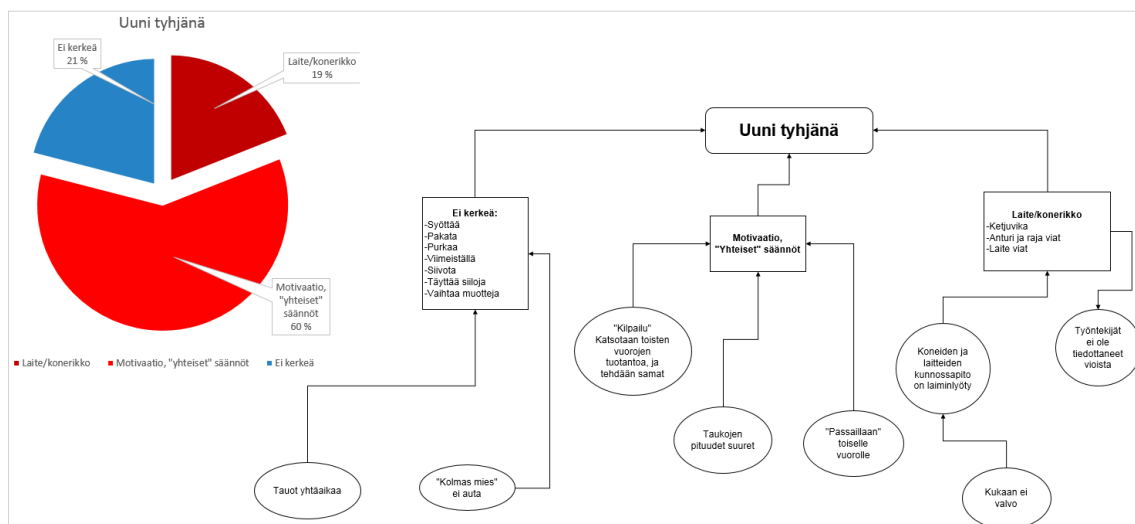 Uuni tyhjänä
Ei kerkeä
21 %
Laite/konerikko
19 %
Motivaatio,
"yhteiset"
säännöt
60 %
Laite/konerikko
Motivaatio, "yhteiset" säännöt
Ei kerkeä
Uuni tyhjänä
Ei kerkeä:
-Syöttää
-Pakata
-Purkaa
-Viimeiställä
-Siivota
-Täyttää siiloja
-Vaihtaa muotteja
Motivaatio,
"Yhteiset" säännöt
Laite/konerikko
-Ketjuvika
-Anturi ja raja viat
-Laite viat
"Kilpailu"
Katsotaan toisten
vuorojen
tuotantoa, ja
tehdään samat
Koneiden ja
laitteiden
kunnossapito
on laiminlyöty
Työntekijät
ei ole
tiedottaneet
vioista
Taukojen
pituudet suuret
"Passaillaan"
toiselle
vuorolle
Tauot yhtäaikaa
"Kolmas mies"
ei auta
Kukaan ei
valvo